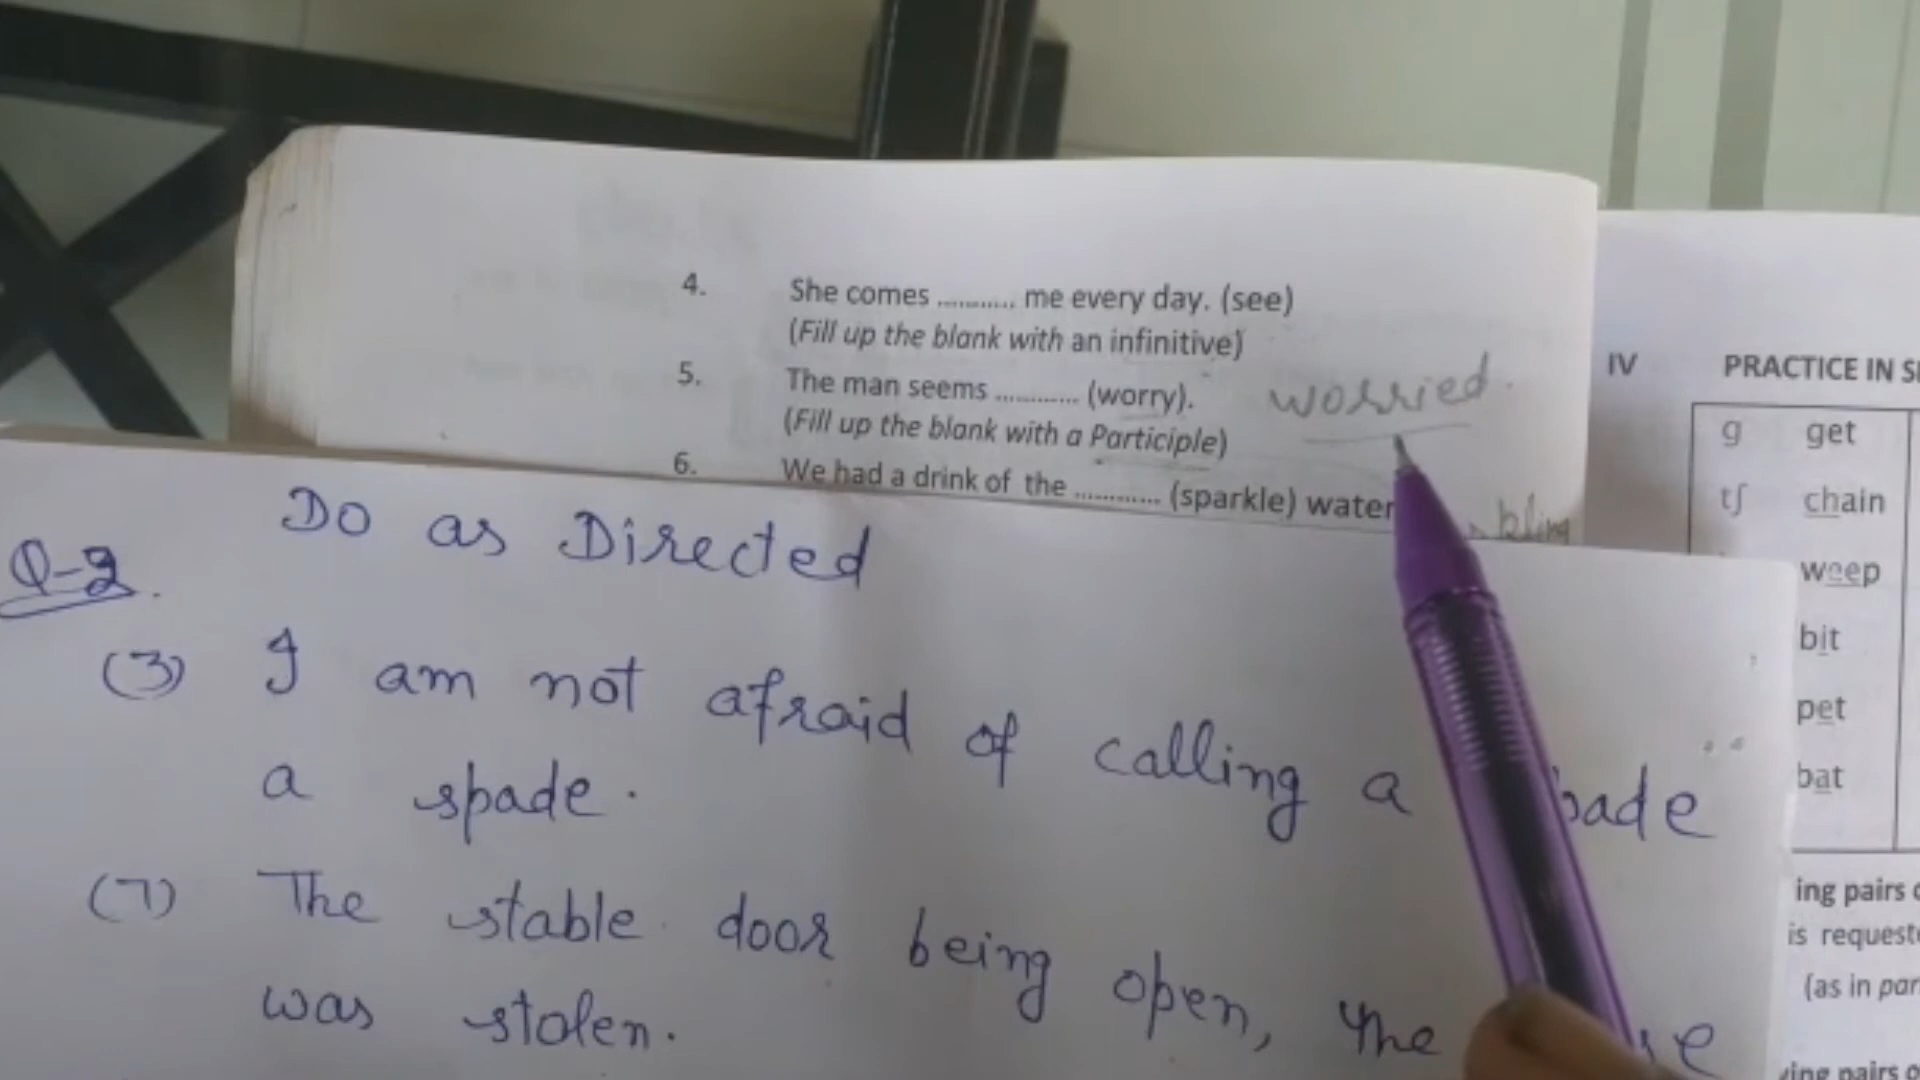 4. She comes ........... me every day. (see)
(Fill up the blank with an infinitive)
5. The man seems ............ (worry). worried.
(Fill up the blank with a Participle)
6. We had a drink of the ............ (sparkle) water
Do as Directed
Q-2.
(3) I am not afraid of calling a
a spade.
(7) The stable door being open, the
was stolen.
IV PRACTICE IN
g get
tʃ chain
weep
bit
pet
bat
ing pairs
is
(as in
pairs